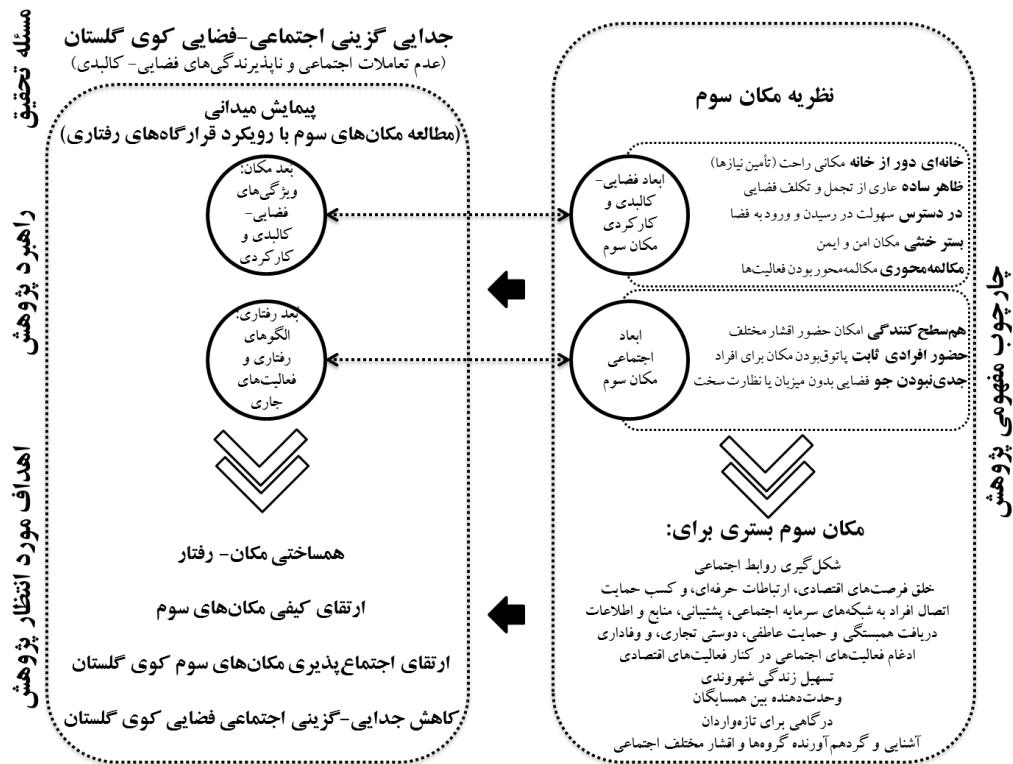 چارچوب مفهومی پژوهش
نظریه مکان سوم
خانه‌ای دور از خانه مکانی راحت (تأمین نیازها)
ظاهر ساده عاری از تجمل و تکلف فضایی
در دسترس سهولت در رسیدن و ورود به فضا
بستر خنثی مکان امن و ایمن
مکالمه‌محوری مکالمه‌محور بودن فعالیت‌ها
ابعاد فضایی-
کالبدی و
کارکردی
مکان سوم
هم‌سطح‌کنندگی امکان حضور اقشار مختلف
حضور افرادی ثابت پاتوق‌بودن مکان برای افراد
جدی‌نبودن جو فضایی بدون میزبان یا نظارت سخت
ابعاد
اجتماعی
مکان سوم
مکان سوم بستری برای:
شکل‌گیری روابط اجتماعی
خلق فرصت‌های اقتصادی، ارتباطات حرفه‌ای، و کسب حمایت
اتصال افراد به شبکه‌های سرمایه اجتماعی، پشتیبانی، منابع و اطلاعات
دریافت همبستگی و حمایت عاطفی، دوستی تجاری، و وفاداری
ادغام فعالیت‌های اجتماعی در کنار فعالیت‌های اقتصادی
تسهیل زندگی شهروندی
وحدت‌دهنده بین همسایگان
درگاهی برای تازه‌واردان
آشنایی و گردهم‌آورنده گروه‌ها و اقشار مختلف اجتماعی
مسئله تحقیق
جدایی گزینی اجتماعی-فضایی کوی گلستان
(عدم تعاملات اجتماعی و ناپذیرندگی‌های فضایی- کالبدی)
راهبرد پژوهش
پیمایش میدانی
(مطالعه مکان‌های سوم با رویکرد قرارگاه‌های رفتاری)
بعد مکان:
ویژگی‌های
فضایی-
کالبدی و
کارکردی
بعد رفتاری:
الگوهای
رفتاری و
فعالیت‌های
جاری
اهداف مورد انتظار پژوهش
همساختی مکان- رفتار
ارتقای کیفی مکان‌های سوم
ارتقای اجتماع‌پذیری مکان‌های سوم کوی گلستان
کاهش جدایی-گزینی اجتماعی فضایی کوی گلستان